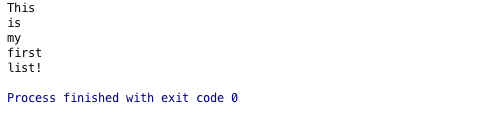 This
is
my
first
list!
Process finished with exit code 0